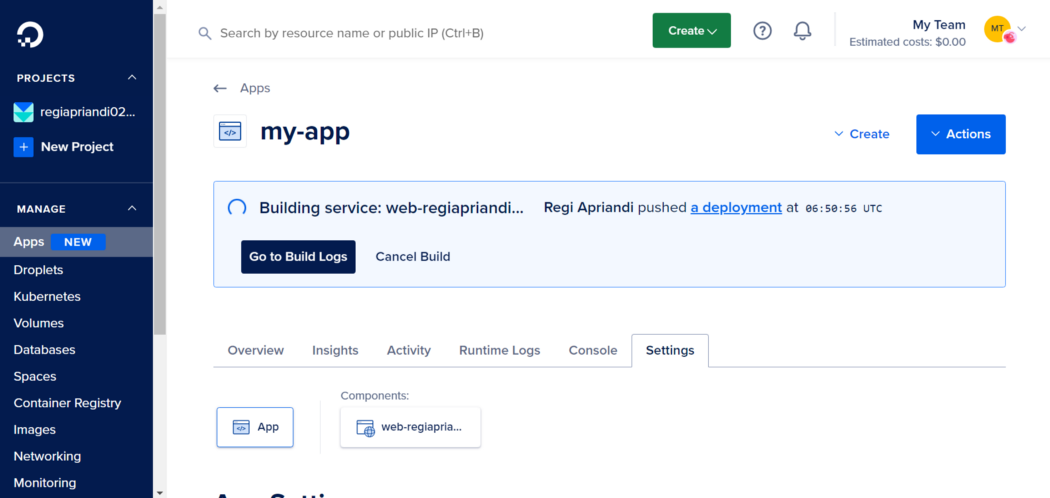 Search by resource name or public IP (Ctrl+B)
Create
?
My Team
Estimated costs: $0.00
MT
PROJECTS
regiapriandi02...
+ New Project
MANAGE
Apps NEW
Droplets
Kubernetes
Volumes
Databases
Spaces
Container Registry
Images
Networking
Monitoring
← Apps
</> my-app
Create
Actions
Building service: web-regiapriandi... Regi Apriandi pushed a deployment at 06:50:56 UTC
Go to Build Logs Cancel Build
Overview Insights Activity Runtime Logs Console Settings
Components:
</> App
web-regiapria...
App Settin